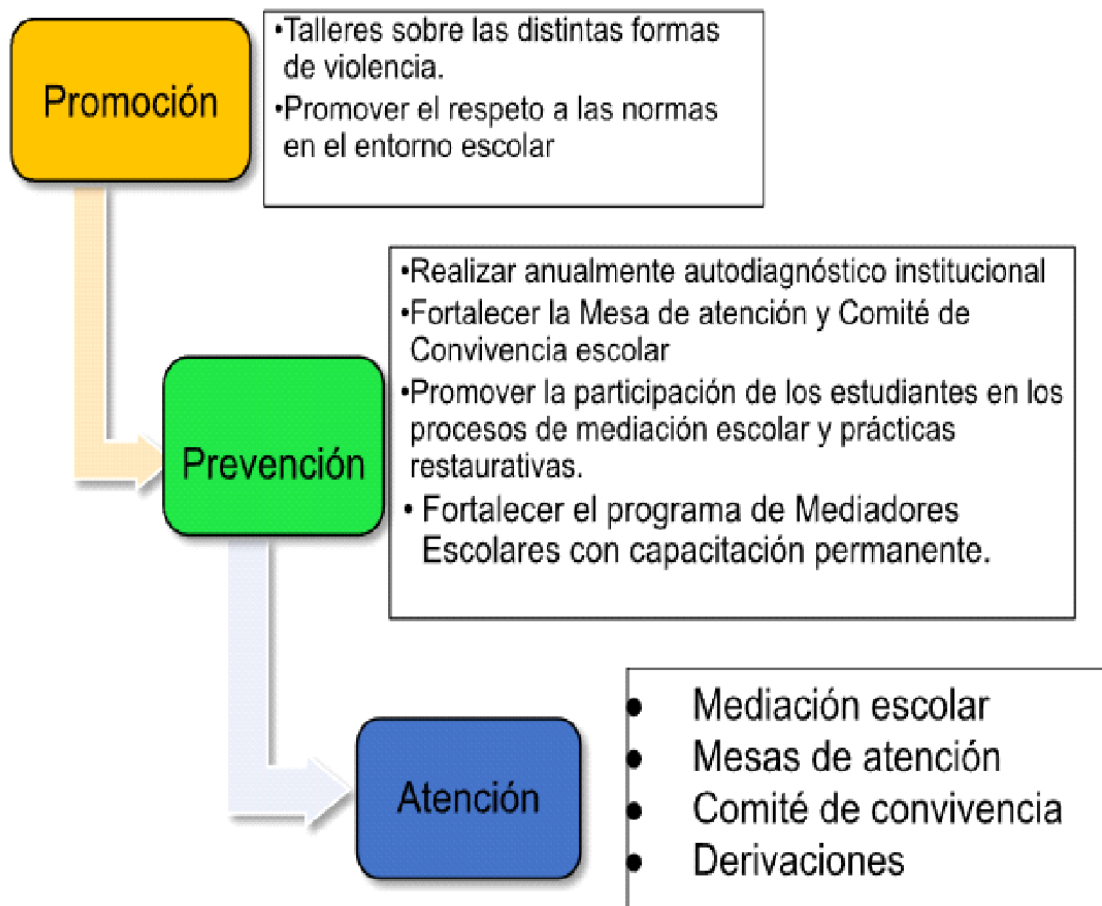 Promoción
•Talleres sobre las distintas formas
de violencia.
•Promover el respeto a las normas
en el entorno escolar
Prevención
•Realizar anualmente autodiagnóstico institucional
•Fortalecer la Mesa de atención y Comité de
Convivencia escolar
•Promover la participación de los estudiantes en los
procesos de mediación escolar y prácticas
restaurativas.
• Fortalecer el programa de Mediadores
Escolares con capacitación permanente.
Atención
• Mediación escolar
• Mesas de atención
• Comité de convivencia
• Derivaciones